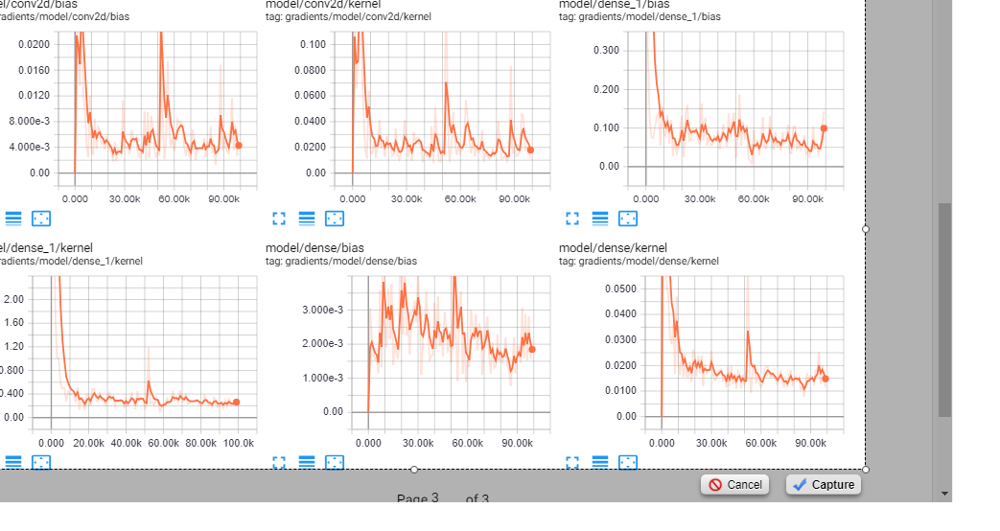 el/conv2d/bias
radients/model/conv2d/bias
0.0200
0.0160
0.0120
8.000e-3
4.000e-3
0.00
0.000 30.00k 60.00k 90.00k
model/conv2d/kernel
tag: gradients/model/conv2d/kernel
0.100
0.0800
0.0600
0.0400
0.0200
0.00
0.000 30.00k 60.00k 90.00k
model/dense_1/bias
tag: gradients/model/dense_1/bias
0.300
0.200
0.100
0.00
0.000 30.00k 60.00k 90.00k
el/dense_1/kernel
radients/model/dense_1/kernel
2.00
1.60
1.20
0.800
0.400
0.00
0.000 20.00k 40.00k 60.00k 80.00k 100.0k
model/dense/bias
tag: gradients/model/dense/bias
3.000e-3
2.000e-3
1.000e-3
0.00
0.000 30.00k 60.00k 90.00k
model/dense/kernel
tag: gradients/model/dense/kernel
0.0500
0.0400
0.0300
0.0200
0.0100
0.00
0.000 30.00k 60.00k 90.00k
Cancel Capture
Page 3 of 3